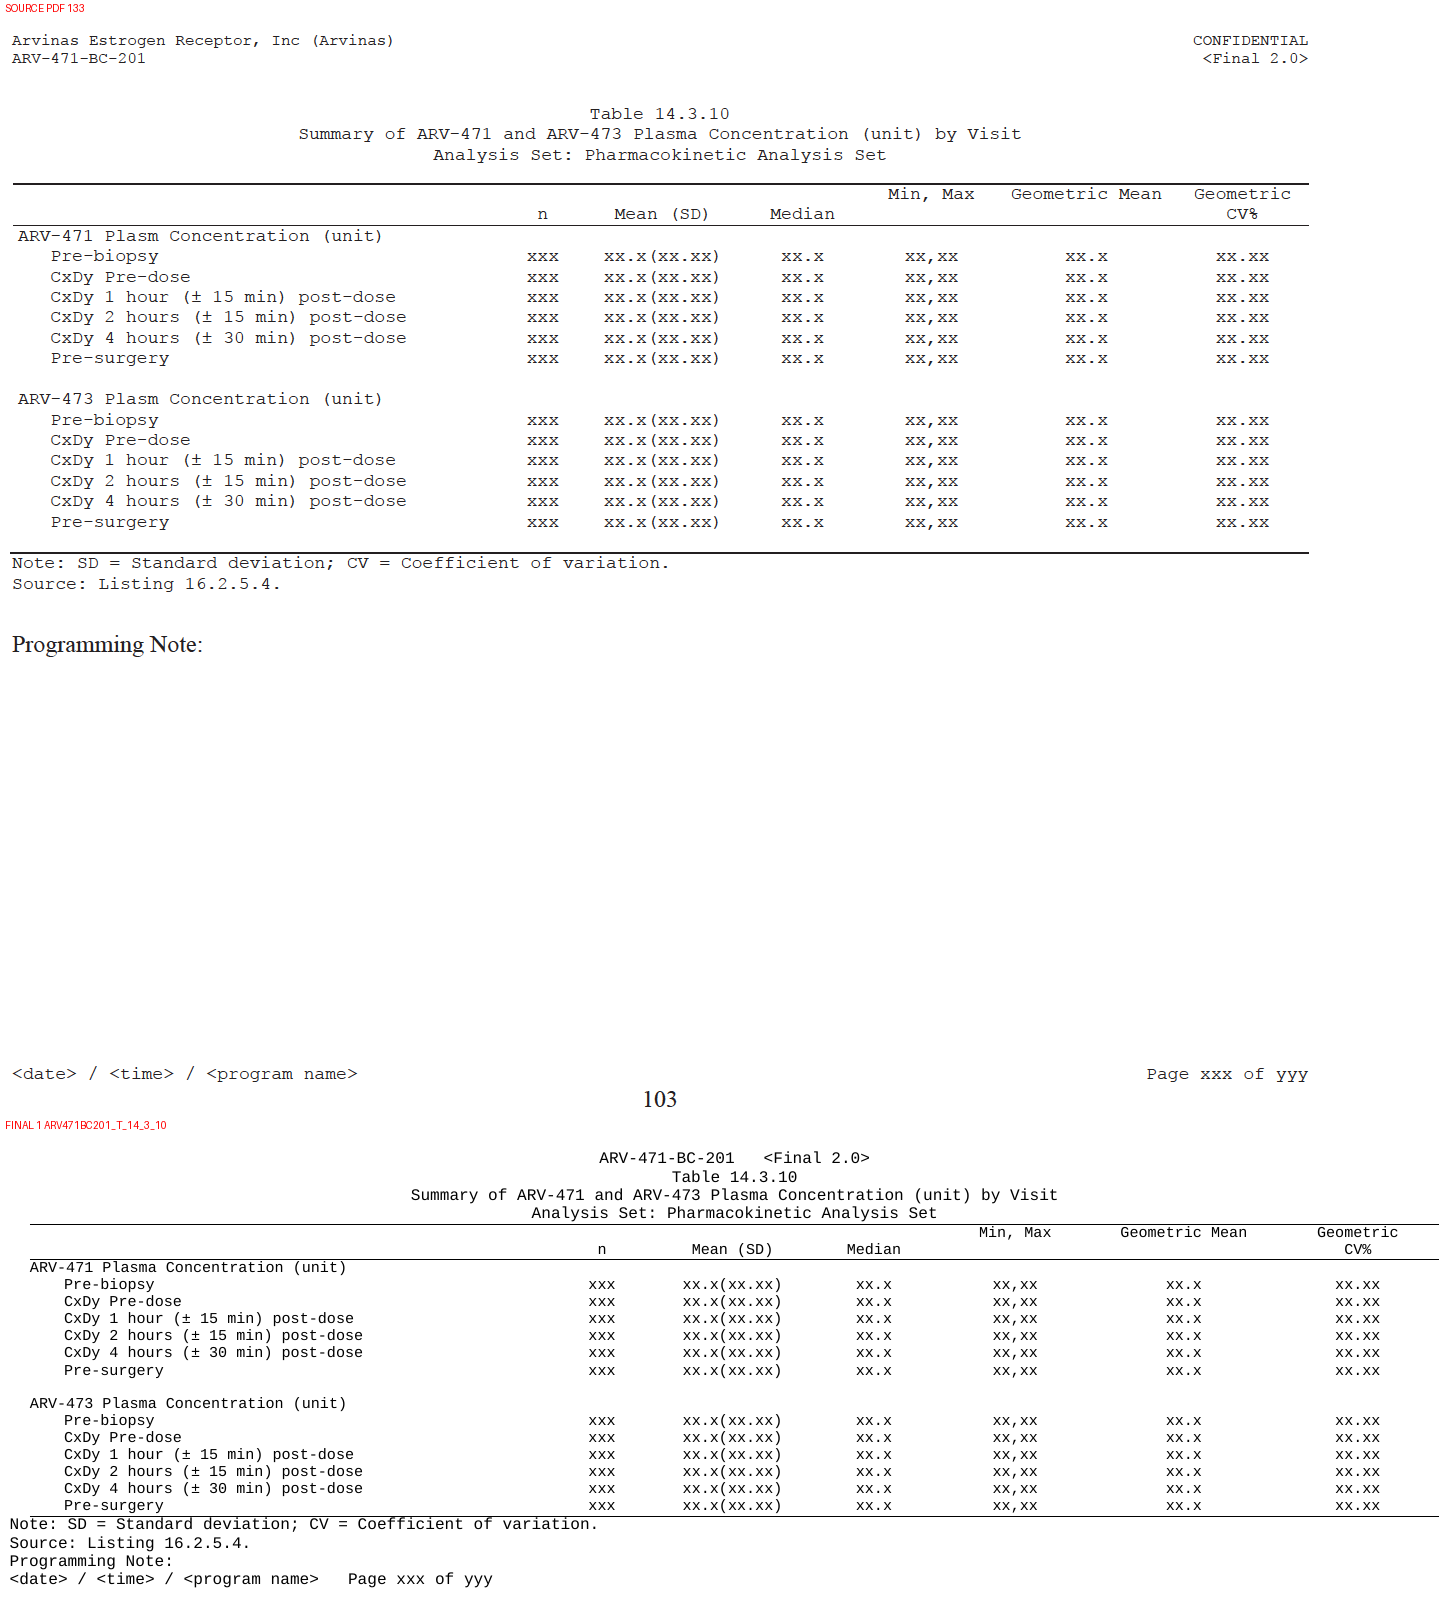 SOURCE PDF 133
Arvinas Estrogen Receptor, Inc (Arvinas) CONFIDENTIAL
ARV-471-BC-201 <Final 2.0>
Table 14.3.10
Summary of ARV-471 and ARV-473 Plasma Concentration (unit) by Visit
Analysis Set: Pharmacokinetic Analysis Set
Min, Max Geometric Mean Geometric
n Mean (SD) Median CV%
ARV-471 Plasm Concentration (unit)
Pre-biopsy xxx xx.x(xx.xx) xx.x xx,xx xx.x xx.xx
CxDy Pre-dose xxx xx.x(xx.xx) xx.x xx,xx xx.x xx.xx
CxDy 1 hour (± 15 min) post-dose xxx xx.x(xx.xx) xx.x xx,xx xx.x xx.xx
CxDy 2 hours (± 15 min) post-dose xxx xx.x(xx.xx) xx.x xx,xx xx.x xx.xx
CxDy 4 hours (± 30 min) post-dose xxx xx.x(xx.xx) xx.x xx,xx xx.x xx.xx
Pre-surgery xxx xx.x(xx.xx) xx.x xx,xx xx.x xx.xx
ARV-473 Plasm Concentration (unit)
Pre-biopsy xxx xx.x(xx.xx) xx.x xx,xx xx.x xx.xx
CxDy Pre-dose xxx xx.x(xx.xx) xx.x xx,xx xx.x xx.xx
CxDy 1 hour (± 15 min) post-dose xxx xx.x(xx.xx) xx.x xx,xx xx.x xx.xx
CxDy 2 hours (± 15 min) post-dose xxx xx.x(xx.xx) xx.x xx,xx xx.x xx.xx
CxDy 4 hours (± 30 min) post-dose xxx xx.x(xx.xx) xx.x xx,xx xx.x xx.xx
Pre-surgery xxx xx.x(xx.xx) xx.x xx,xx xx.x xx.xx
Note: SD = Standard deviation; CV = Coefficient of variation.
Source: Listing 16.2.5.4.
Programming Note:
<date> / <time> / <program name> Page xxx of yyy
103
FINAL 1 ARV471BC201_T_14_3_10
ARV-471-BC-201 <Final 2.0>
Table 14.3.10
Summary of ARV-471 and ARV-473 Plasma Concentration (unit) by Visit
Analysis Set: Pharmacokinetic Analysis Set
Min, Max Geometric Mean Geometric
n Mean (SD) Median CV%
ARV-471 Plasma Concentration (unit)
Pre-biopsy xxx xx.x(xx.xx) xx.x xx,xx xx.x xx.xx
CxDy Pre-dose xxx xx.x(xx.xx) xx.x xx,xx xx.x xx.xx
CxDy 1 hour (± 15 min) post-dose xxx xx.x(xx.xx) xx.x xx,xx xx.x xx.xx
CxDy 2 hours (± 15 min) post-dose xxx xx.x(xx.xx) xx.x xx,xx xx.x xx.xx
CxDy 4 hours (± 30 min) post-dose xxx xx.x(xx.xx) xx.x xx,xx xx.x xx.xx
Pre-surgery xxx xx.x(xx.xx) xx.x xx,xx xx.x xx.xx
ARV-473 Plasma Concentration (unit)
Pre-biopsy xxx xx.x(xx.xx) xx.x xx,xx xx.x xx.xx
CxDy Pre-dose xxx xx.x(xx.xx) xx.x xx,xx xx.x xx.xx
CxDy 1 hour (± 15 min) post-dose xxx xx.x(xx.xx) xx.x xx,xx xx.x xx.xx
CxDy 2 hours (± 15 min) post-dose xxx xx.x(xx.xx) xx.x xx,xx xx.x xx.xx
CxDy 4 hours (± 30 min) post-dose xxx xx.x(xx.xx) xx.x xx,xx xx.x xx.xx
Pre-surgery xxx xx.x(xx.xx) xx.x xx,xx xx.x xx.xx
Note: SD = Standard deviation; CV = Coefficient of variation.
Source: Listing 16.2.5.4.
Programming Note:
<date> / <time> / <program name> Page xxx of yyy